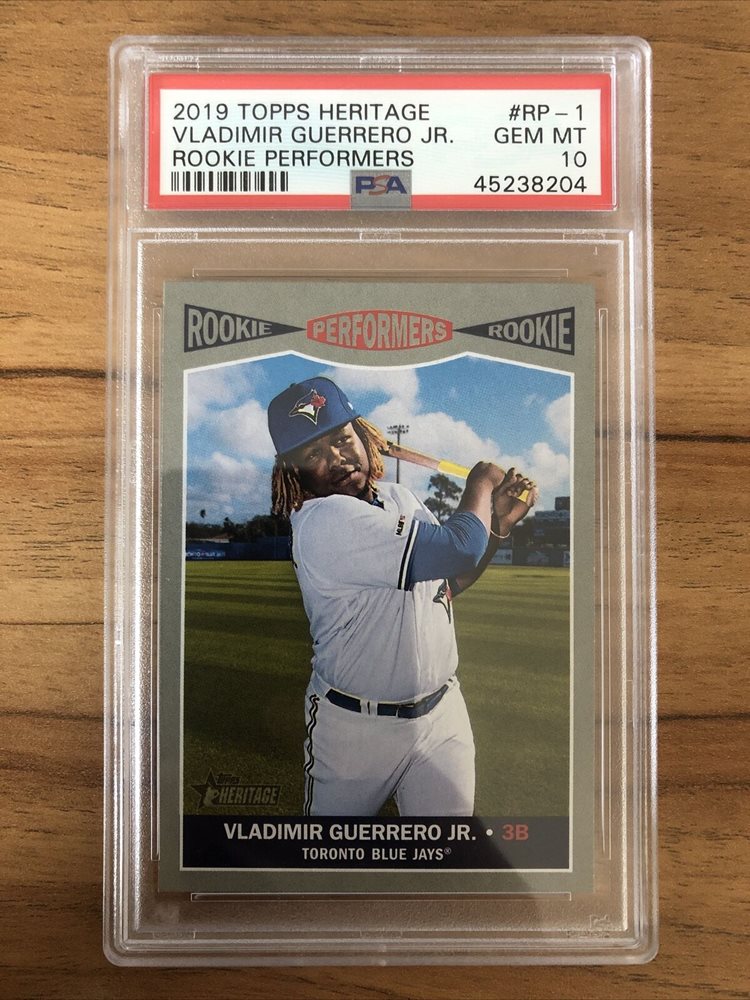 2019 TOPPS HERITAGE #RP-1
VLADIMIR GUERRERO JR. GEM MT
ROOKIE PERFORMERS 10
PSA 45238204
ROOKIE PERFORMERS ROOKIE
topps
HERITAGE
VLADIMIR GUERRERO JR. • 3B
TORONTO BLUE JAYS®